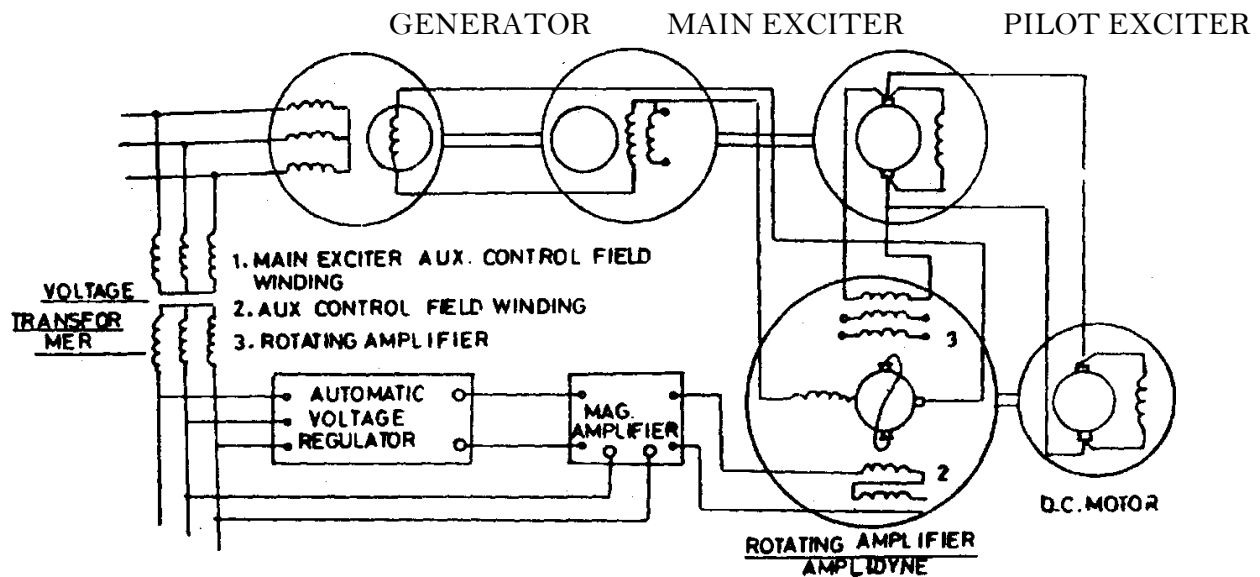 GENERATOR MAIN EXCITER PILOT EXCITER
1. MAIN EXCITER AUX. CONTROL FIELD
WINDING
2. AUX CONTROL FIELD WINDING
3. ROTATING AMPLIFIER
VOLTAGE
TRANSFOR
MER
AUTOMATIC
VOLTAGE
REGULATOR
MAG.
AMPLIFIER
3
2
D.C. MOTOR
ROTATING AMPLIFIER
AMPLIDYNE